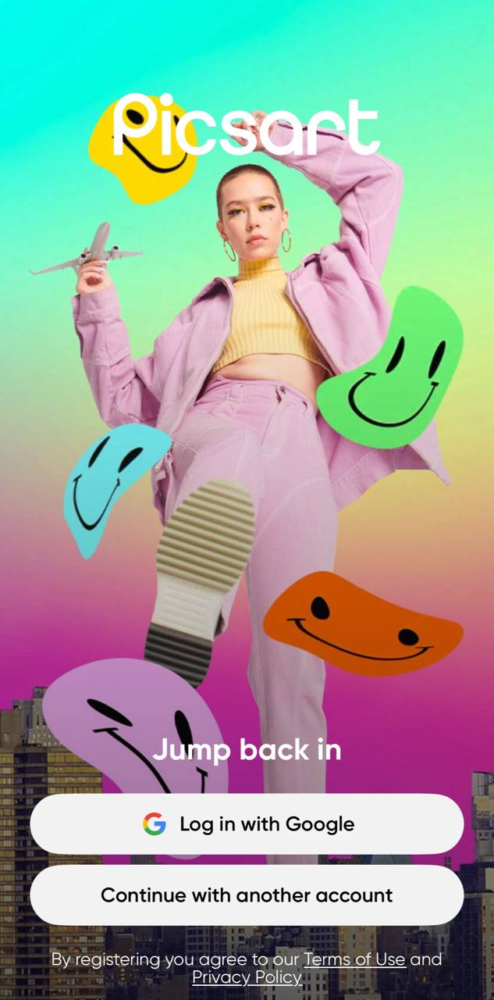 Picsart
Jump back in
Log in with Google
Continue with another account
By registering you agree to our Terms of Use and
Privacy Policy